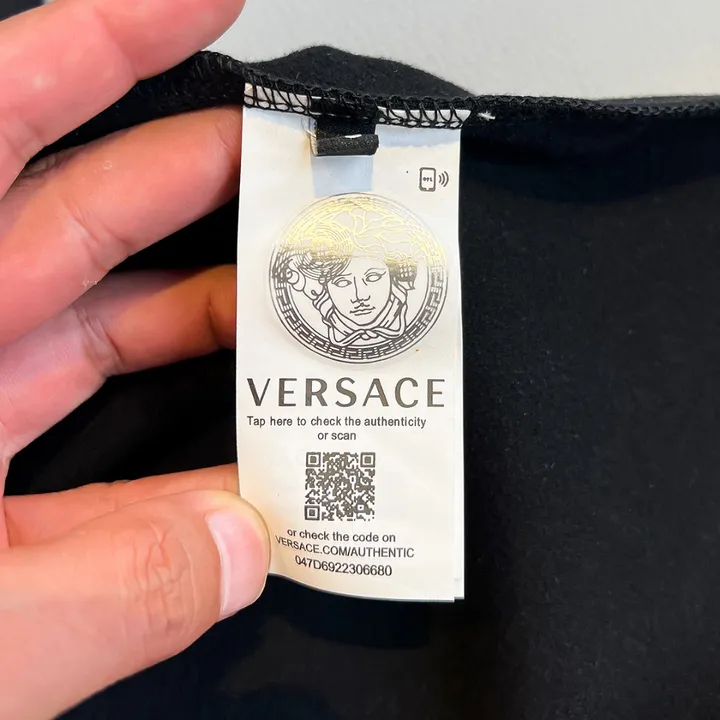 VERSACE
Tap here to check the authenticity
or scan
or check the code on
VERSACE.COM/AUTHENTIC
047D6922306680